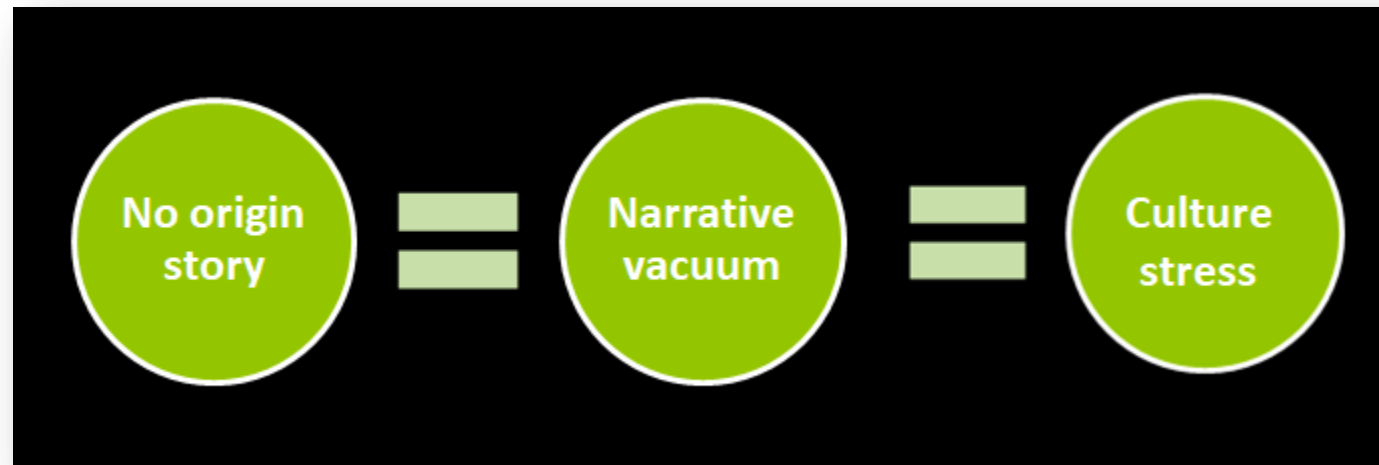 No origin
story
Narrative
vacuum
Culture
stress